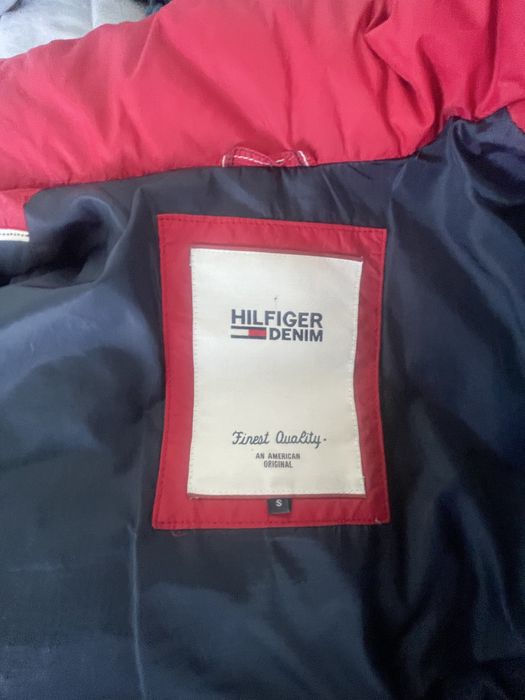 HILFIGER
DENIM
Finest Quality.
AN AMERICAN
ORIGINAL
S